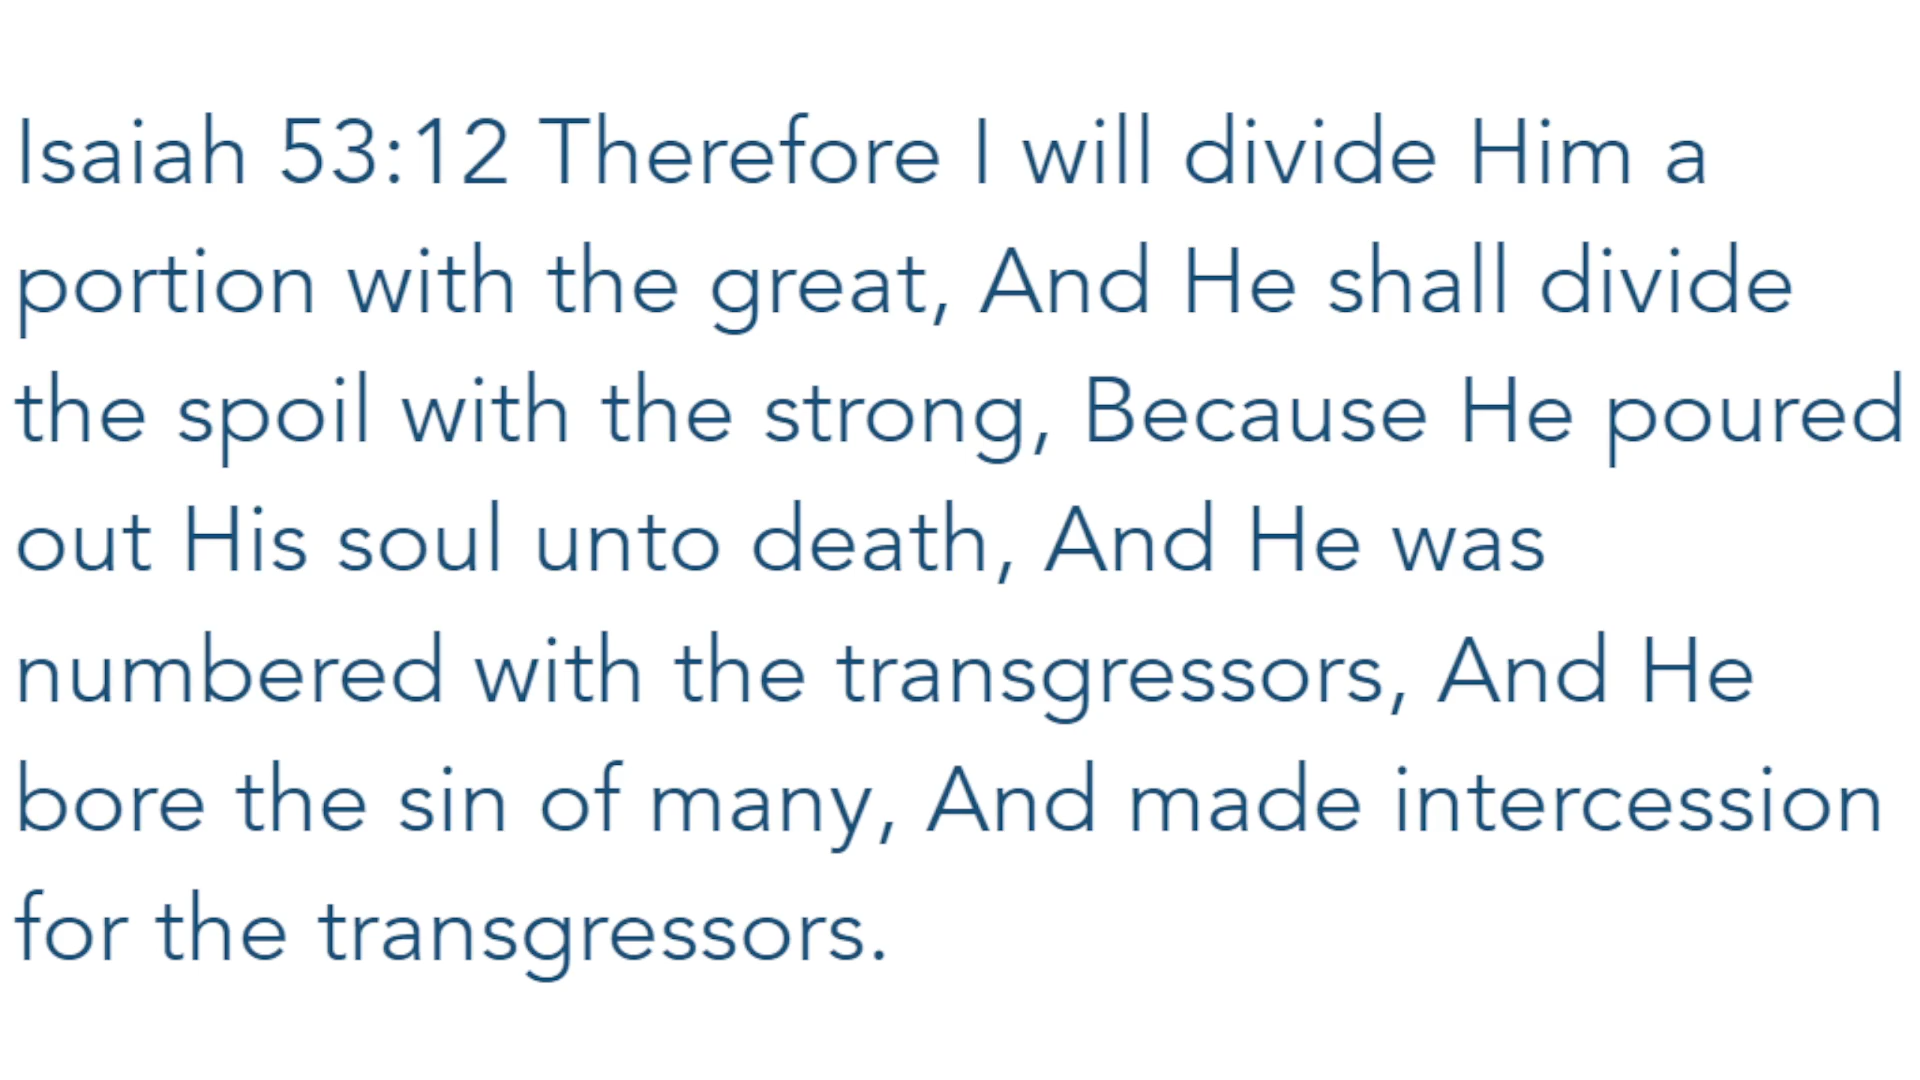 Isaiah 53:12 Therefore I will divide Him a
portion with the great, And He shall divide
the spoil with the strong, Because He poured
out His soul unto death, And He was
numbered with the transgressors, And He
bore the sin of many, And made intercession
for the transgressors.